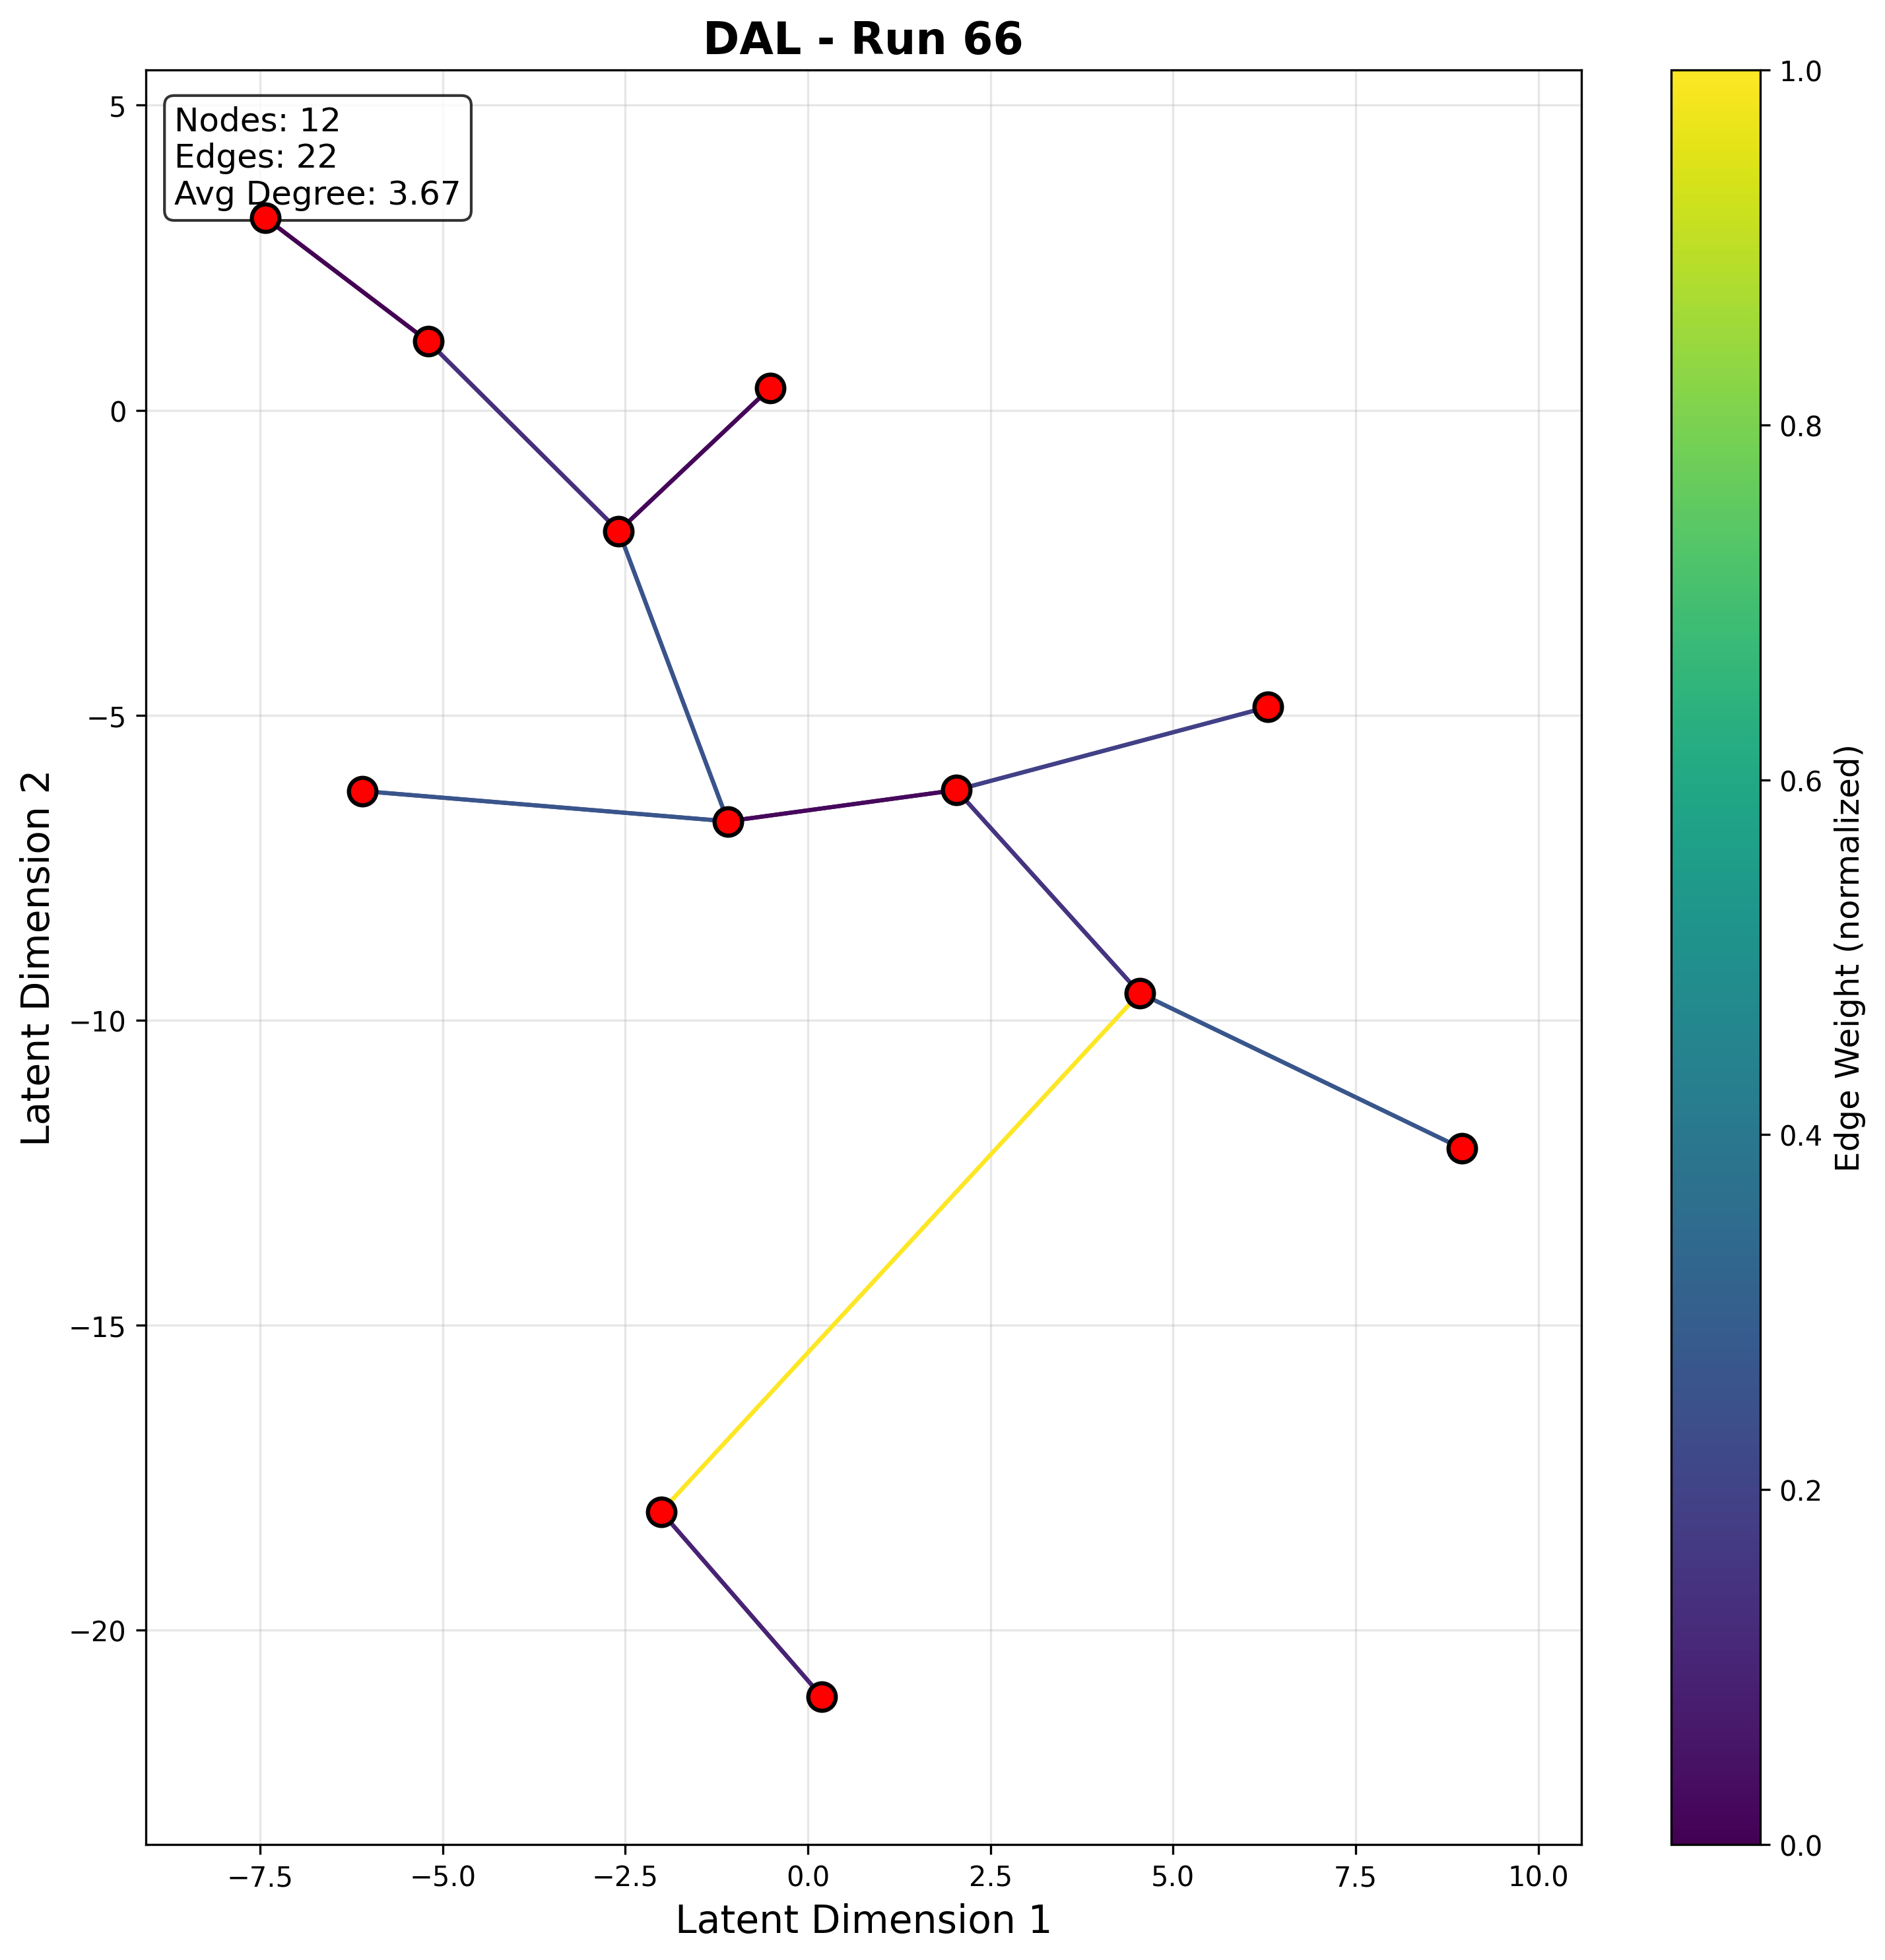 DAL - Run 66
Nodes: 12
Edges: 22
Avg Degree: 3.67
5
0
−5
−10
−15
−20
Latent Dimension 2
−7.5
−5.0
−2.5
0.0
2.5
5.0
7.5
10.0
Latent Dimension 1
1.0
0.8
0.6
0.4
0.2
0.0
Edge Weight (normalized)